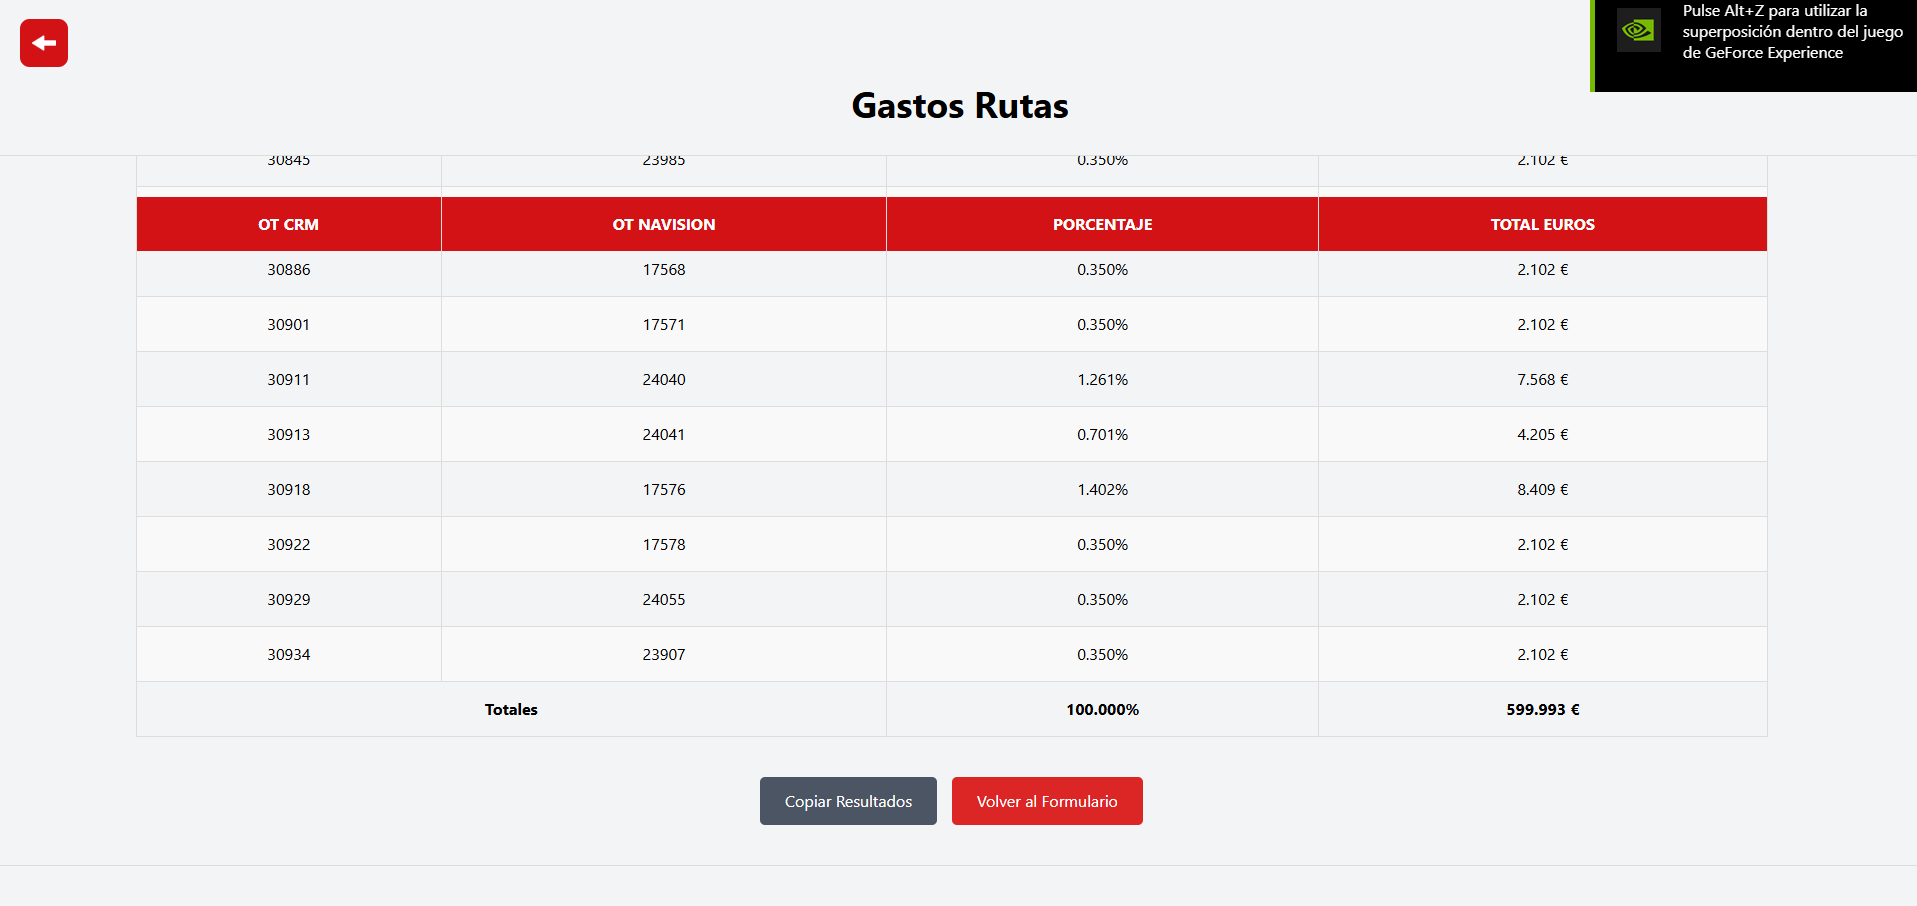 Pulse Alt+Z para utilizar la
superposición dentro del juego
de GeForce Experience
Gastos Rutas
30845 23985 0.350% 2.102 €
OT CRM OT NAVISION PORCENTAJE TOTAL EUROS
30886 17568 0.350% 2.102 €
30901 17571 0.350% 2.102 €
30911 24040 1.261% 7.568 €
30913 24041 0.701% 4.205 €
30918 17576 1.402% 8.409 €
30922 17578 0.350% 2.102 €
30929 24055 0.350% 2.102 €
30934 23907 0.350% 2.102 €
Totales 100.000% 599.993 €
Copiar Resultados Volver al Formulario